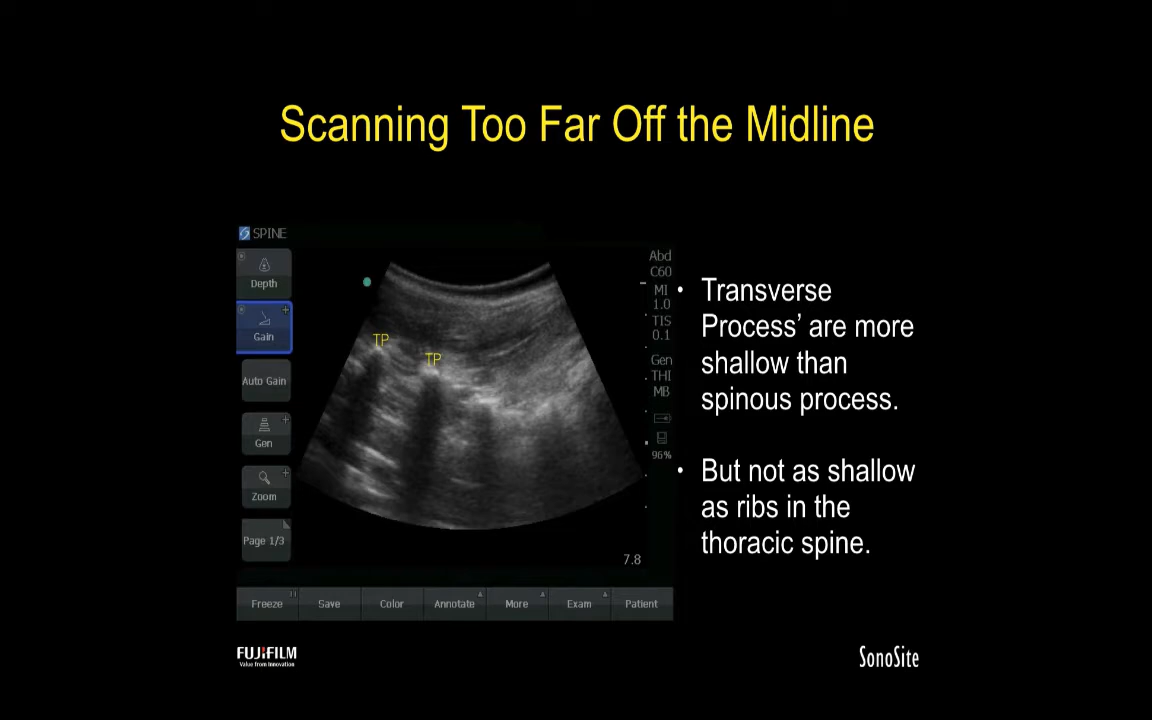 Scanning Too Far Off the Midline
SPINE
Depth
Gain
Auto Gain
Gen
Zoom
Page 1/3
TP
TP
Abd
C60
MI
1.0
TIS
0.1
Gen
THI
MB
96%
7.8
Freeze
Save
Color
Annotate
More
Exam
Patient
• Transverse
Process’ are more
shallow than
spinous process.
• But not as shallow
as ribs in the
thoracic spine.
FUJIFILM
Value from Innovation
SonoSite